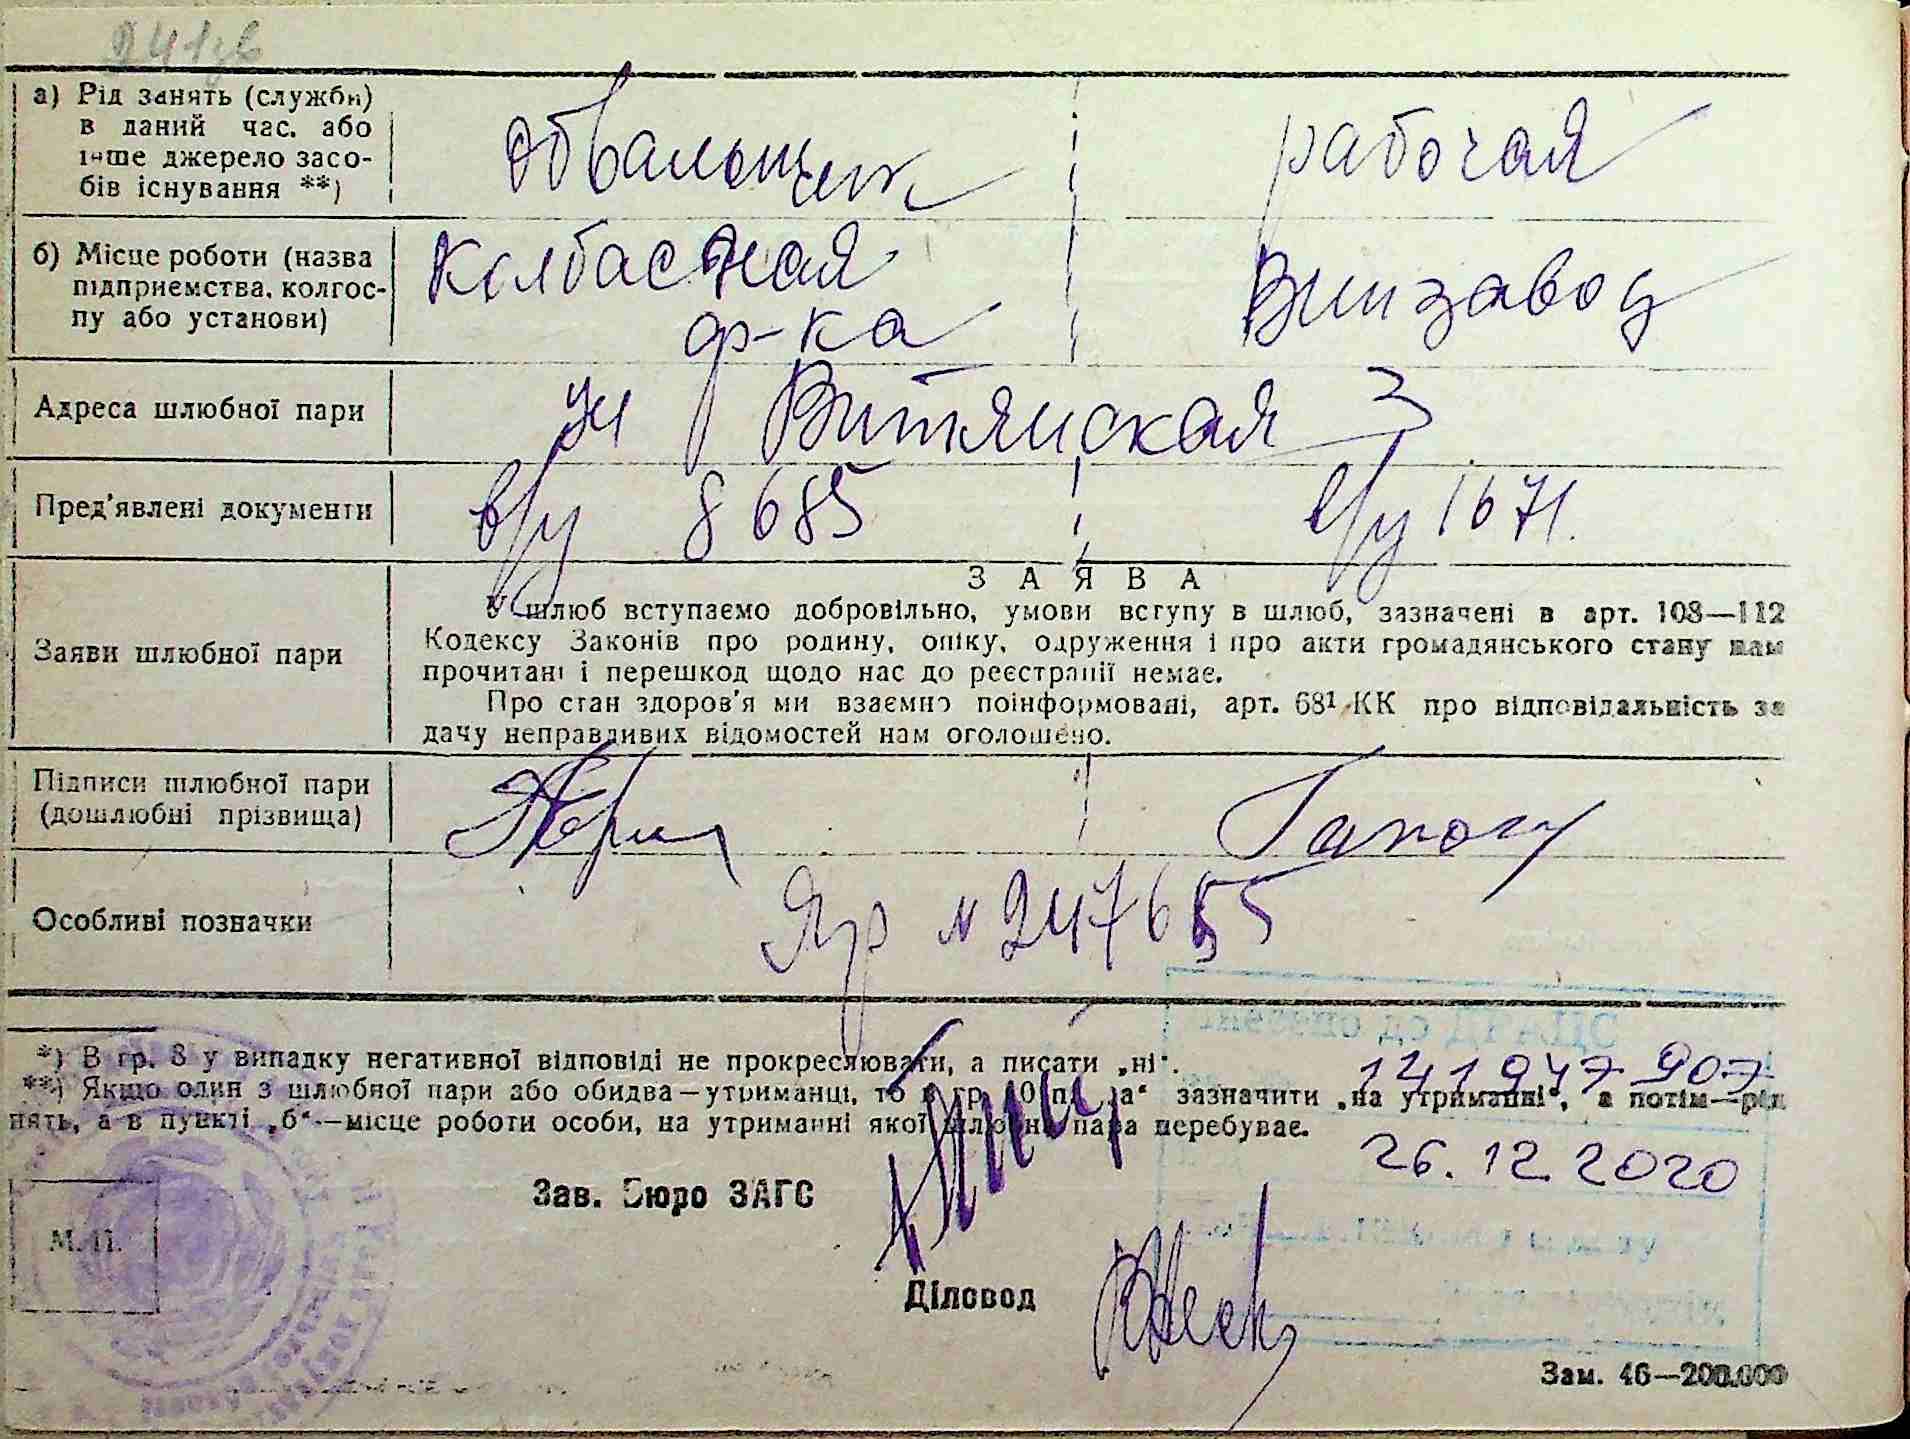 а) Рід занять (служби) в даний час. або інше джерело засобів існування **)
обвальщик
рабочая
б) Місце роботи (назва підприємства, колгоспу або установи)
Колбасная
ф-ка
Винзавод
Адреса шлюбної пари
ул
3
Пред'явлені документи
в/у 8685
в/у 1671.
ЗАЯВА
Заяви шлюбної пари
У шлюб вступаємо добровільно, умови вступу в шлюб, зазначені в арт. 108—112
Кодексу Законів про родину, опіку, одруження і про акти громадянського стану нам
прочитані і перешкод щодо нас до реєстрації немає.
Про стан здоров'я ми взаємно поінформовані, арт. 68¹ КК про відповідальність за
дачу неправдивих відомостей нам оголошено.
Підписи шлюбної пари (дошлюбні прізвища)
Особливі позначки
№ 247655
*) В гр. 8 у випадку негативної відповіді не прокреслювати, а писати „ні“.
141947907
**) Якщо один з шлюбної пари або обидва—утриманці, то в гр. 10 п. „а“ зазначити „на утриманні“, а потім—рід
нять, а в пункті „б“—місце роботи особи, на утриманні якої шлюбна пара перебуває.
26.12.2020
Зав. Бюро ЗАГС
М. П.
Діловод
Зам. 46—200.000